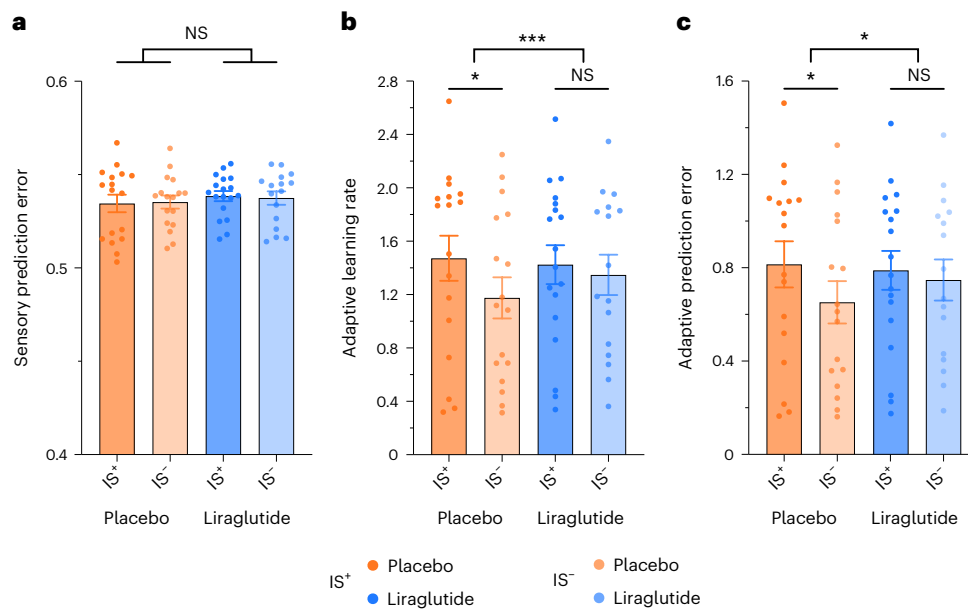 a
NS
Sensory prediction error
0.6
0.5
0.4
IS⁺
IS⁻
IS⁺
IS⁻
Placebo
Liraglutide
b
***
*
NS
Adaptive learning rate
2.8
2.4
2.0
1.6
1.2
0.8
0.4
0
IS⁺
IS⁻
IS⁺
IS⁻
Placebo
Liraglutide
c
*
*
NS
Adaptive prediction error
1.6
1.2
0.8
0.4
0
IS⁺
IS⁻
IS⁺
IS⁻
Placebo
Liraglutide
IS⁺
Placebo
Liraglutide
IS⁻
Placebo
Liraglutide